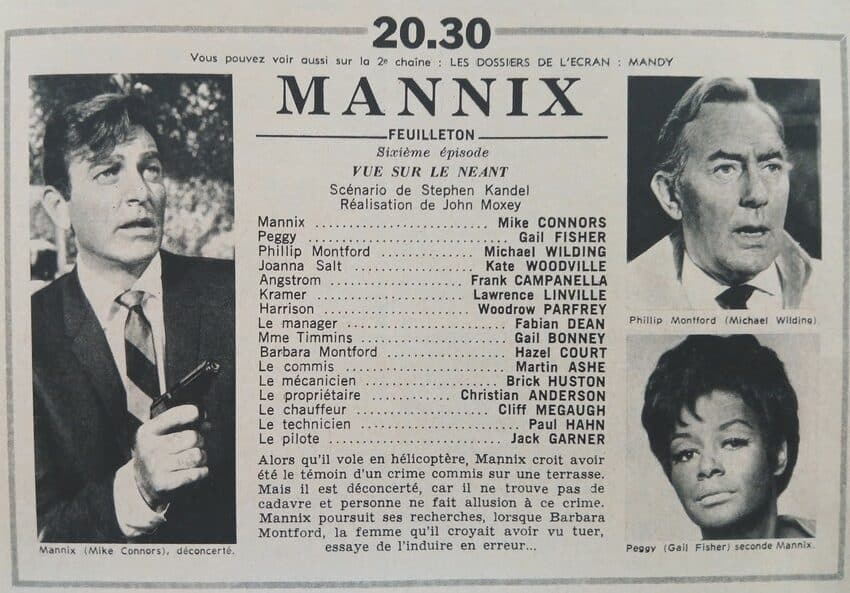 20.30
Vous pouvez voir aussi sur la 2e chaîne : LES DOSSIERS DE L'ECRAN : MANDY
MANNIX
FEUILLETON
Sixième épisode
VUE SUR LE NEANT
Scénario de Stephen Kandel
Réalisation de John Moxey
Mannix ........................ Mike CONNORS
Peggy ........................ Gail FISHER
Phillip Montford ............. Michael WILDING
Joanna Salt .................. Kate WOODVILLE
Angstrom ..................... Frank CAMPANELLA
Kramer ....................... Lawrence LINVILLE
Harrison ..................... Woodrow PARFREY
Le manager ................... Fabian DEAN
Mme Timmins .................. Gail BONNEY
Barbara Montford ............. Hazel COURT
Le commis .................... Martin ASHE
Le mécanicien ................ Brick HUSTON
Le propriétaire .............. Christian ANDERSON
Le chauffeur ................. Cliff MEGAUGH
Le technicien ................ Paul HAHN
Le pilote .................... Jack GARNER
Alors qu'il vole en hélicoptère, Mannix croit avoir
été le témoin d'un crime commis sur une terrasse.
Mais il est déconcerté, car il ne trouve pas de
cadavre et personne ne fait allusion à ce crime.
Mannix poursuit ses recherches, lorsque Barbara
Montford, la femme qu'il croyait avoir vu tuer,
essaye de l'induire en erreur...
Mannix (Mike Connors), déconcerté.
Phillip Montford (Michael Wilding)
Peggy (Gail Fisher) seconde Mannix.